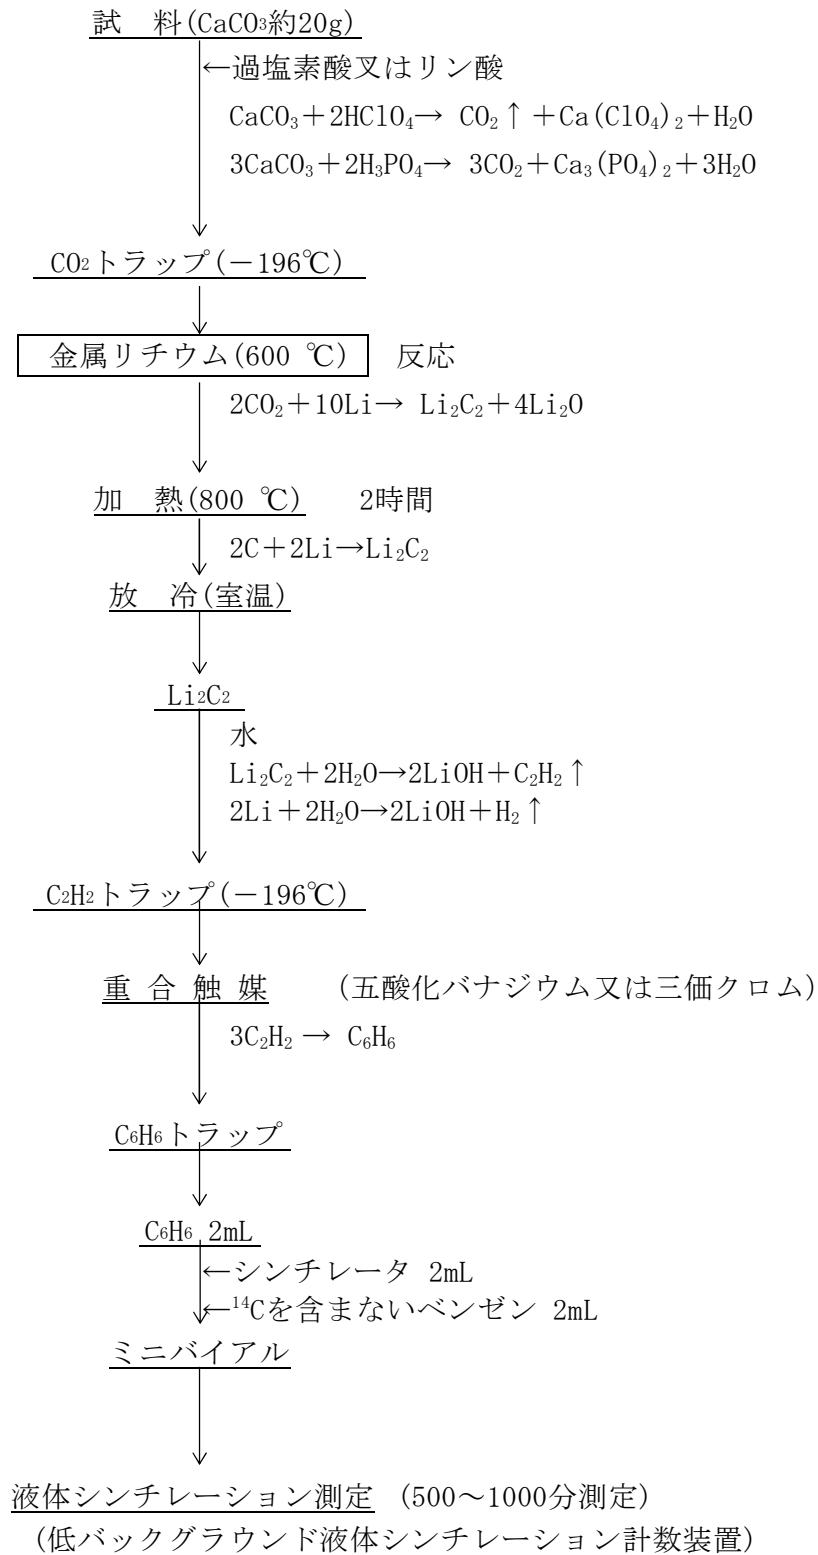 試　料(CaCO₃約20g)
←過塩素酸又はリン酸
CaCO₃＋2HClO₄→ CO₂↑＋Ca(ClO₄)₂＋H₂O
3CaCO₃＋2H₃PO₄→ 3CO₂＋Ca₃(PO₄)₂＋3H₂O
CO₂トラップ(－196℃)
金属リチウム(600 ℃)　反応
2CO₂＋10Li→ Li₂C₂＋4Li₂O
加　熱(800 ℃)　2時間
2C＋2Li→Li₂C₂
放　冷(室温)
Li₂C₂
水
Li₂C₂＋2H₂O→2LiOH＋C₂H₂↑
2Li＋2H₂O→2LiOH＋H₂↑
C₂H₂トラップ(－196℃)
重 合 触 媒　(五酸化バナジウム又は三価クロム)
3C₂H₂ → C₆H₆
C₆H₆トラップ
C₆H₆ 2mL
←シンチレータ 2mL
←¹⁴Cを含まないベンゼン 2mL
ミニバイアル
液体シンチレーション測定 (500～1000分測定)
(低バックグラウンド液体シンチレーション計数装置)